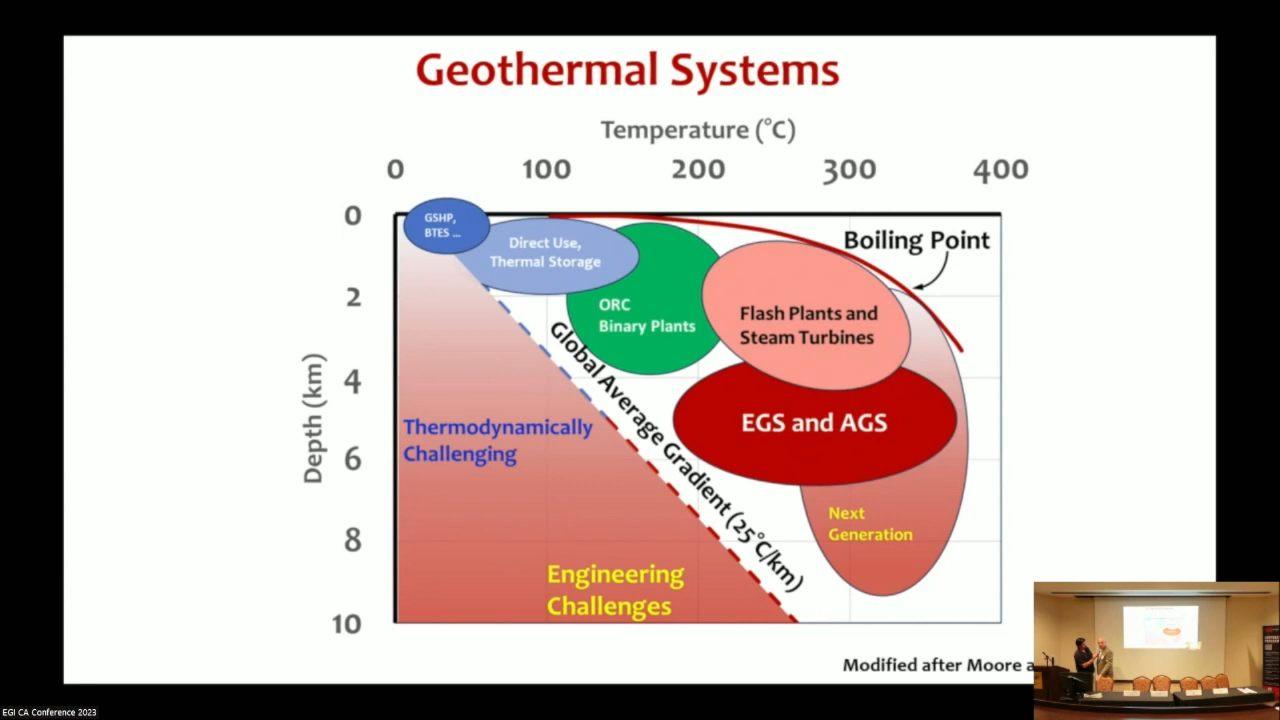 Geothermal Systems
Temperature (°C)
0 100 200 300 400
Depth (km)
0
2
4
6
8
10
GSHP,
BTES ...
Direct Use,
Thermal Storage
ORC
Binary Plants
Flash Plants and
Steam Turbines
Boiling Point
EGS and AGS
Next
Generation
Global Average Gradient (25°C/km)
Thermodynamically
Challenging
Engineering
Challenges
Modified after Moore a
EGI CA Conference 2023